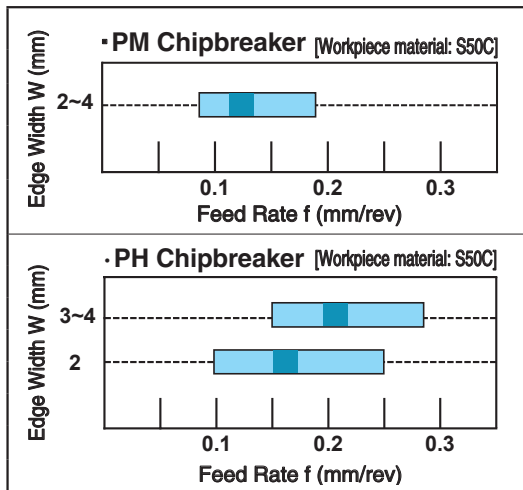 ▪PM Chipbreaker [Workpiece material: S50C]
Edge Width W (mm)
2~4
0.1 0.2 0.3
Feed Rate f (mm/rev)
·PH Chipbreaker [Workpiece material: S50C]
Edge Width W (mm)
3~4
2
0.1 0.2 0.3
Feed Rate f (mm/rev)